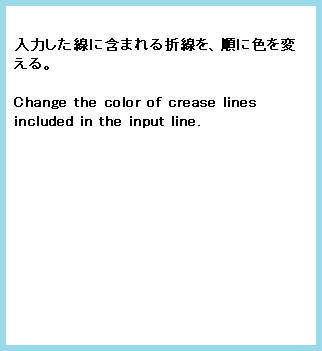 入力した線に含まれる折線を、順に色を変
える。
Change the color of crease lines
included in the input line.